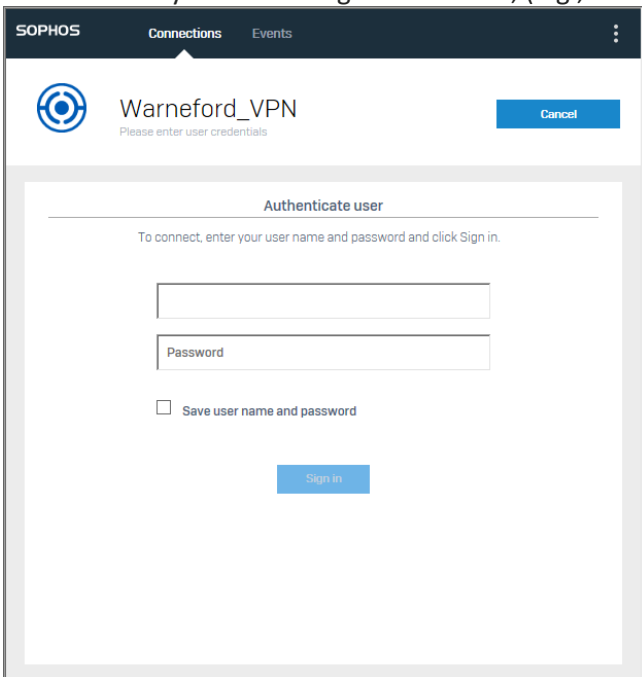 SOPHOS Connections Events
Warneford_VPN
Please enter user credentials
Cancel
Authenticate user
To connect, enter your user name and password and click Sign in.
Password
Save user name and password
Sign in